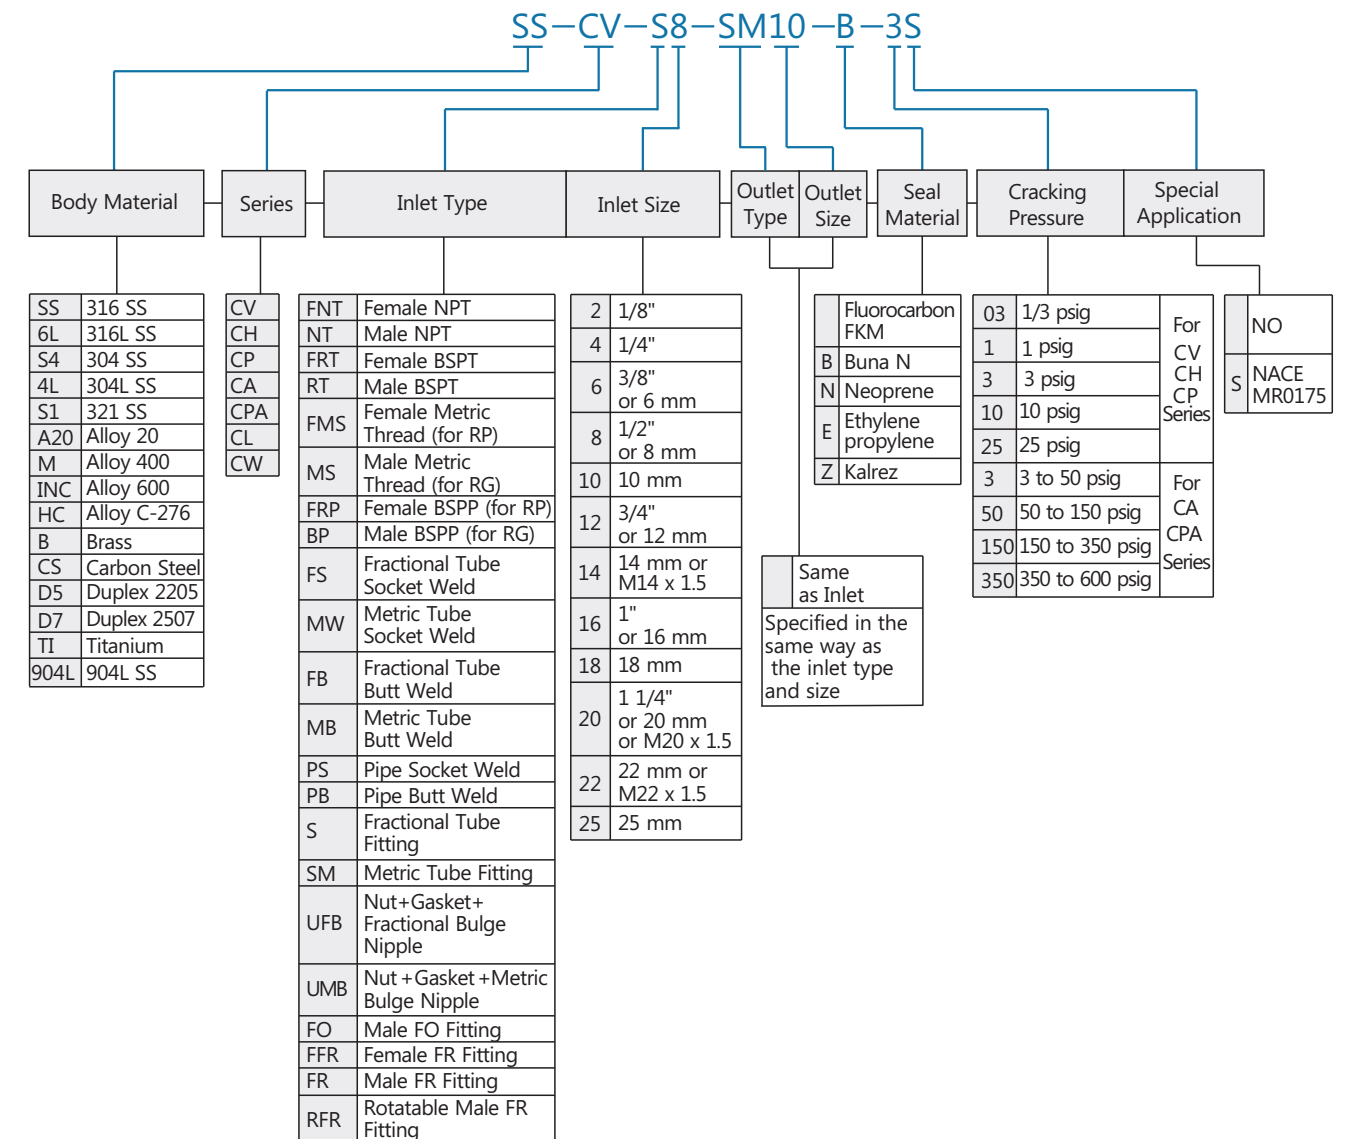 SS-CV-S8-SM10-B-3S
Body Material
Series
Inlet Type
Inlet Size
Outlet
Type
Outlet
Size
Seal
Material
Cracking
Pressure
Special
Application
SS 316 SS
6L 316L SS
S4 304 SS
4L 304L SS
S1 321 SS
A20 Alloy 20
M Alloy 400
INC Alloy 600
HC Alloy C-276
B Brass
CS Carbon Steel
D5 Duplex 2205
D7 Duplex 2507
TI Titanium
904L 904L SS
CV
CH
CP
CA
CPA
CL
CW
FNT Female NPT
NT Male NPT
FRT Female BSPT
RT Male BSPT
FMS Female Metric
Thread (for RP)
MS Male Metric
Thread (for RG)
FRP Female BSPP (for RP)
BP Male BSPP (for RG)
FS Fractional Tube
Socket Weld
MW Metric Tube
Socket Weld
FB Fractional Tube
Butt Weld
MB Metric Tube
Butt Weld
PS Pipe Socket Weld
PB Pipe Butt Weld
S Fractional Tube
Fitting
SM Metric Tube Fitting
UFB Nut+Gasket+
Fractional Bulge
Nipple
UMB Nut+Gasket+Metric
Bulge Nipple
FO Male FO Fitting
FFR Female FR Fitting
FR Male FR Fitting
RFR Rotatable Male FR
Fitting
2 1/8"
4 1/4"
6 3/8"
or 6 mm
8 1/2"
or 8 mm
10 10 mm
12 3/4"
or 12 mm
14 14 mm or
M14 x 1.5
16 1"
or 16 mm
18 18 mm
20 1 1/4"
or 20 mm
or M20 x 1.5
22 22 mm or
M22 x 1.5
25 25 mm
Same
as Inlet
Specified in the
same way as
the inlet type
and size
Fluorocarbon
FKM
B Buna N
N Neoprene
E Ethylene
propylene
Z Kalrez
03 1/3 psig
1 1 psig
3 3 psig
10 10 psig
25 25 psig
For
CV
CH
CP
Series
3 3 to 50 psig
50 50 to 150 psig
150 150 to 350 psig
350 350 to 600 psig
For
CA
CPA
Series
NO
S NACE
MR0175